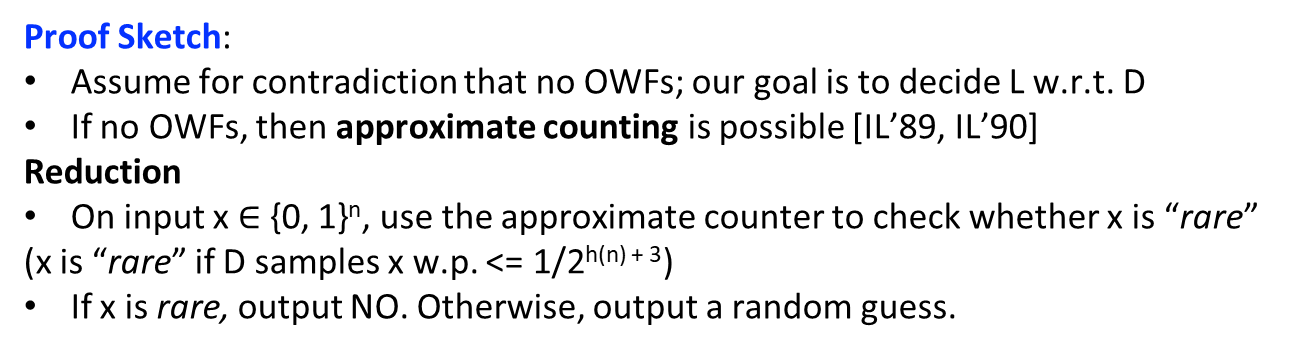 Proof Sketch:
• Assume for contradiction that no OWFs; our goal is to decide L w.r.t. D
• If no OWFs, then approximate counting is possible [IL’89, IL’90]
Reduction
• On input x ∈ {0, 1}ⁿ, use the approximate counter to check whether x is “rare”
(x is “rare” if D samples x w.p. <= 1/2^{h(n) + 3})
• If x is rare, output NO. Otherwise, output a random guess.